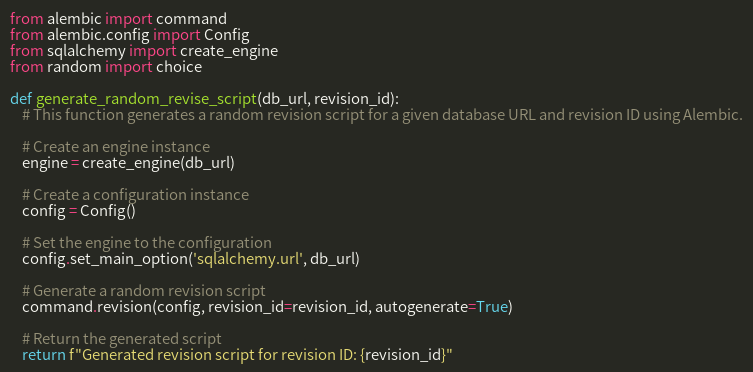 from alembic import command
from alembic.config import Config
from sqlalchemy import create_engine
from random import choice
def generate_random_revise_script(db_url, revision_id):
# This function generates a random revision script for a given database URL and revision ID using Alembic.
# Create an engine instance
engine = create_engine(db_url)
# Create a configuration instance
config = Config()
# Set the engine to the configuration
config.set_main_option('sqlalchemy.url', db_url)
# Generate a random revision script
command.revision(config, revision_id=revision_id, autogenerate=True)
# Return the generated script
return f"Generated revision script for revision ID: {revision_id}"